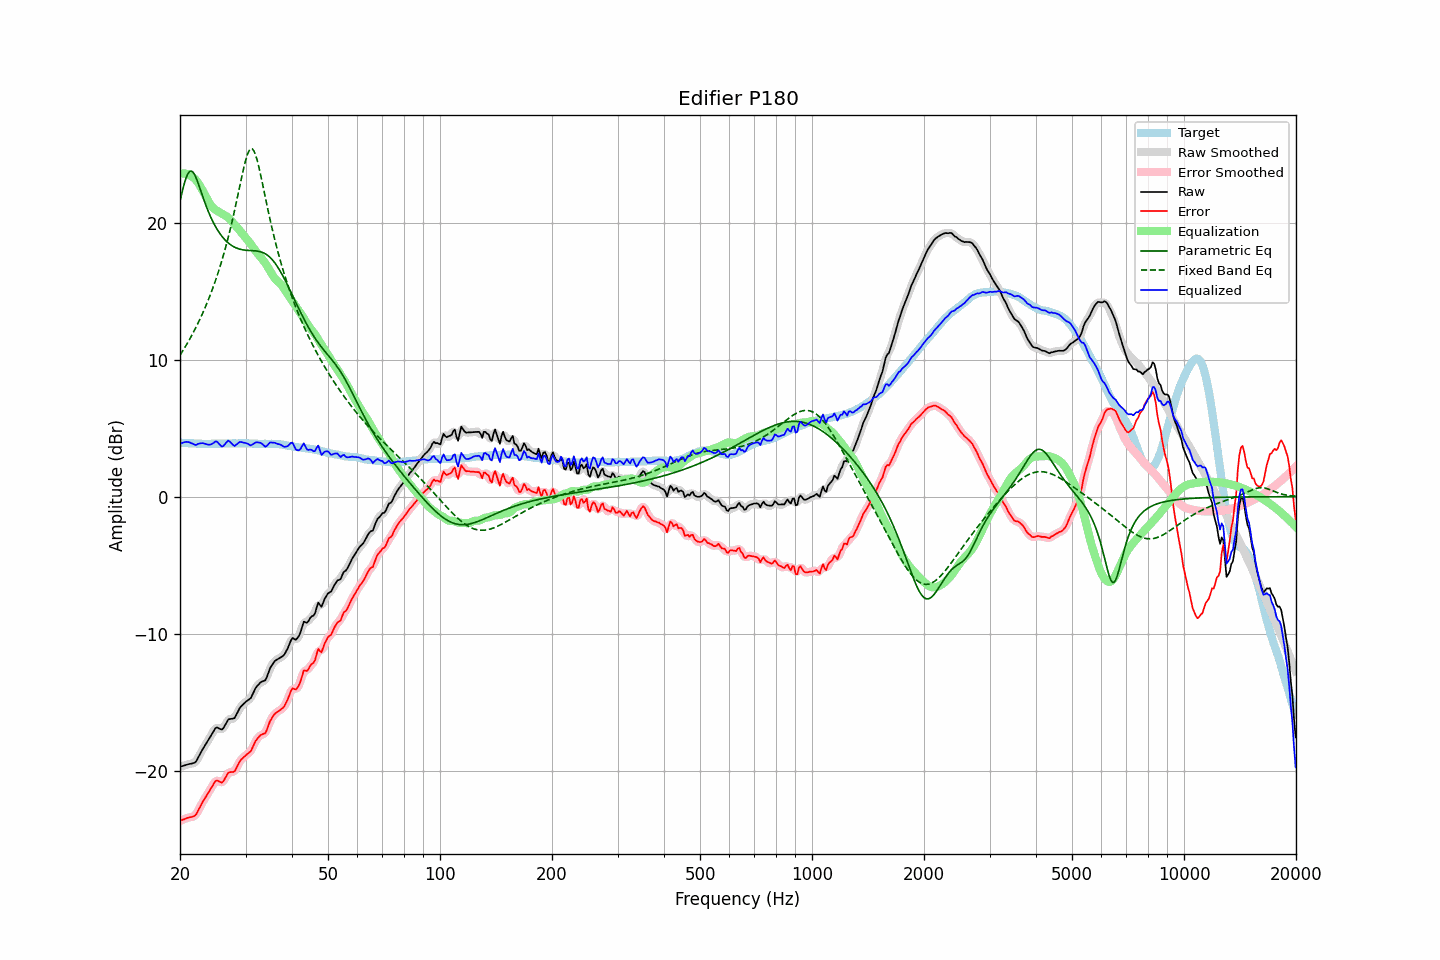 Edifier P180
Target
Raw Smoothed
Error Smoothed
Raw
Error
Equalization
Parametric Eq
Fixed Band Eq
Equalized
Amplitude (dBr)
20
10
0
−10
−20
20 50 100 200 500 1000 2000 5000 10000 20000
Frequency (Hz)